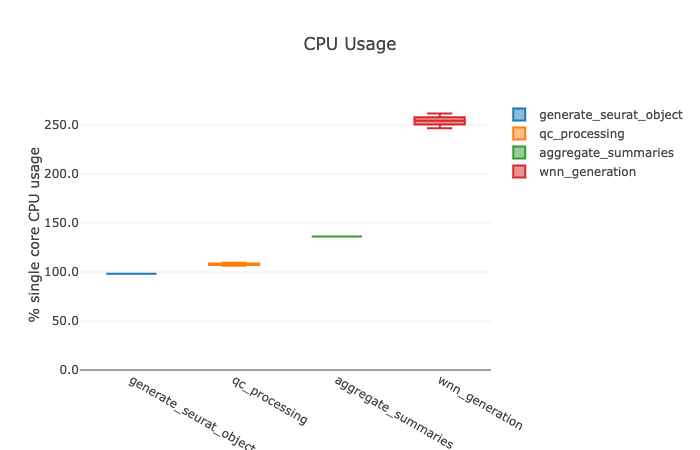 CPU Usage
% single core CPU usage
250.0
200.0
150.0
100.0
50.0
0.0
generate_seurat_object
qc_processing
aggregate_summaries
wnn_generation
generate_seurat_object
qc_processing
aggregate_summaries
wnn_generation